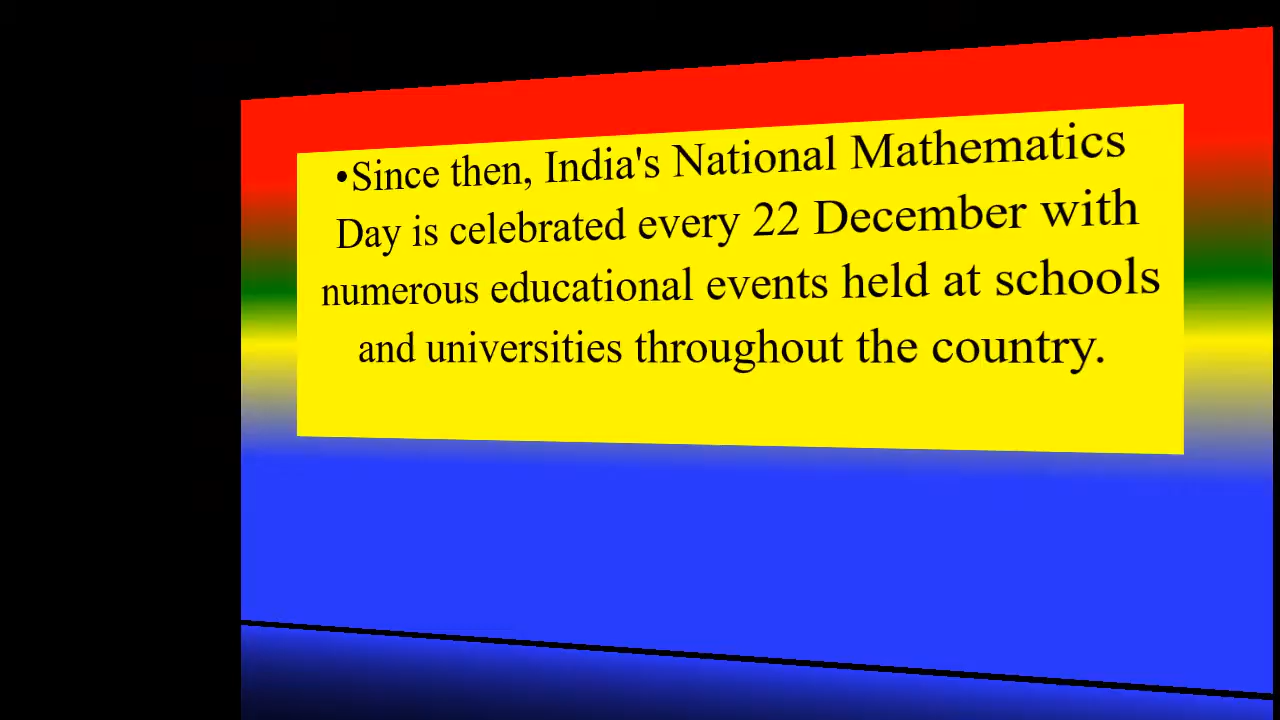 •Since then, India's National Mathematics
Day is celebrated every 22 December with
numerous educational events held at schools
and universities throughout the country.